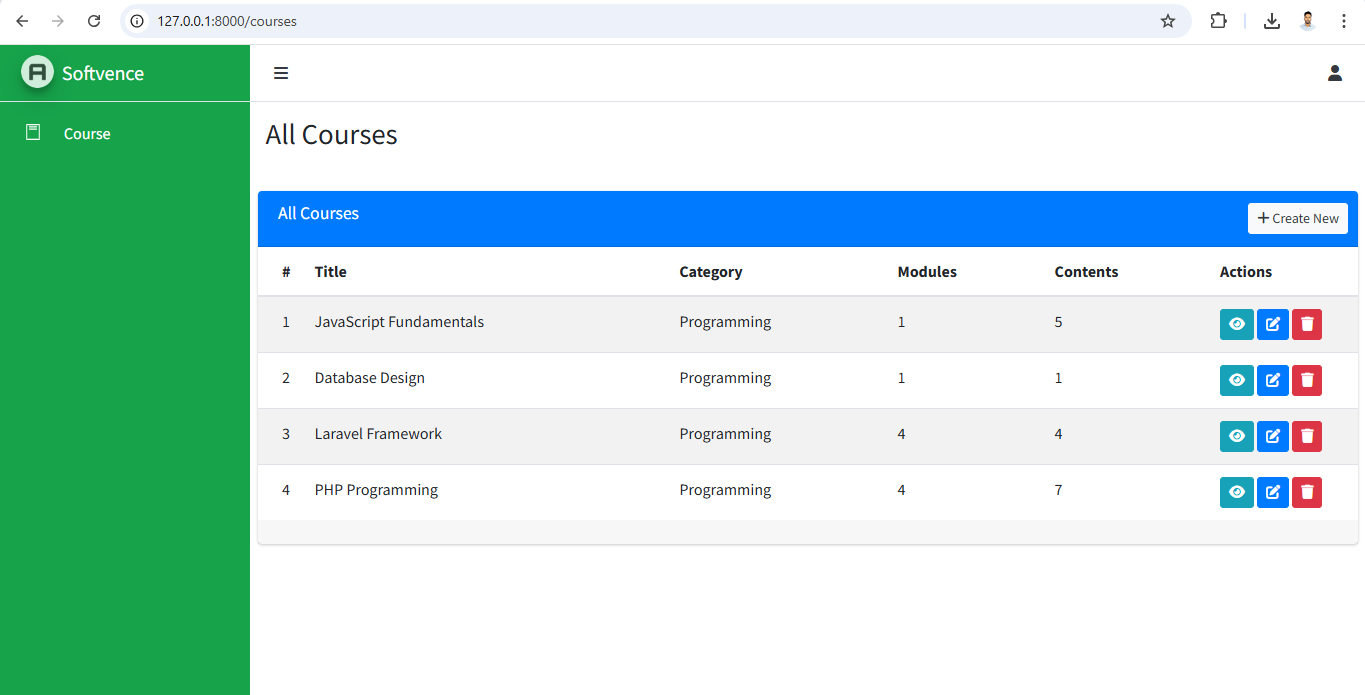 127.0.0.1:8000/courses
A Softvence
Course
All Courses
All Courses
Create New
# Title Category Modules Contents Actions
1 JavaScript Fundamentals Programming 1 5
2 Database Design Programming 1 1
3 Laravel Framework Programming 4 4
4 PHP Programming Programming 4 7